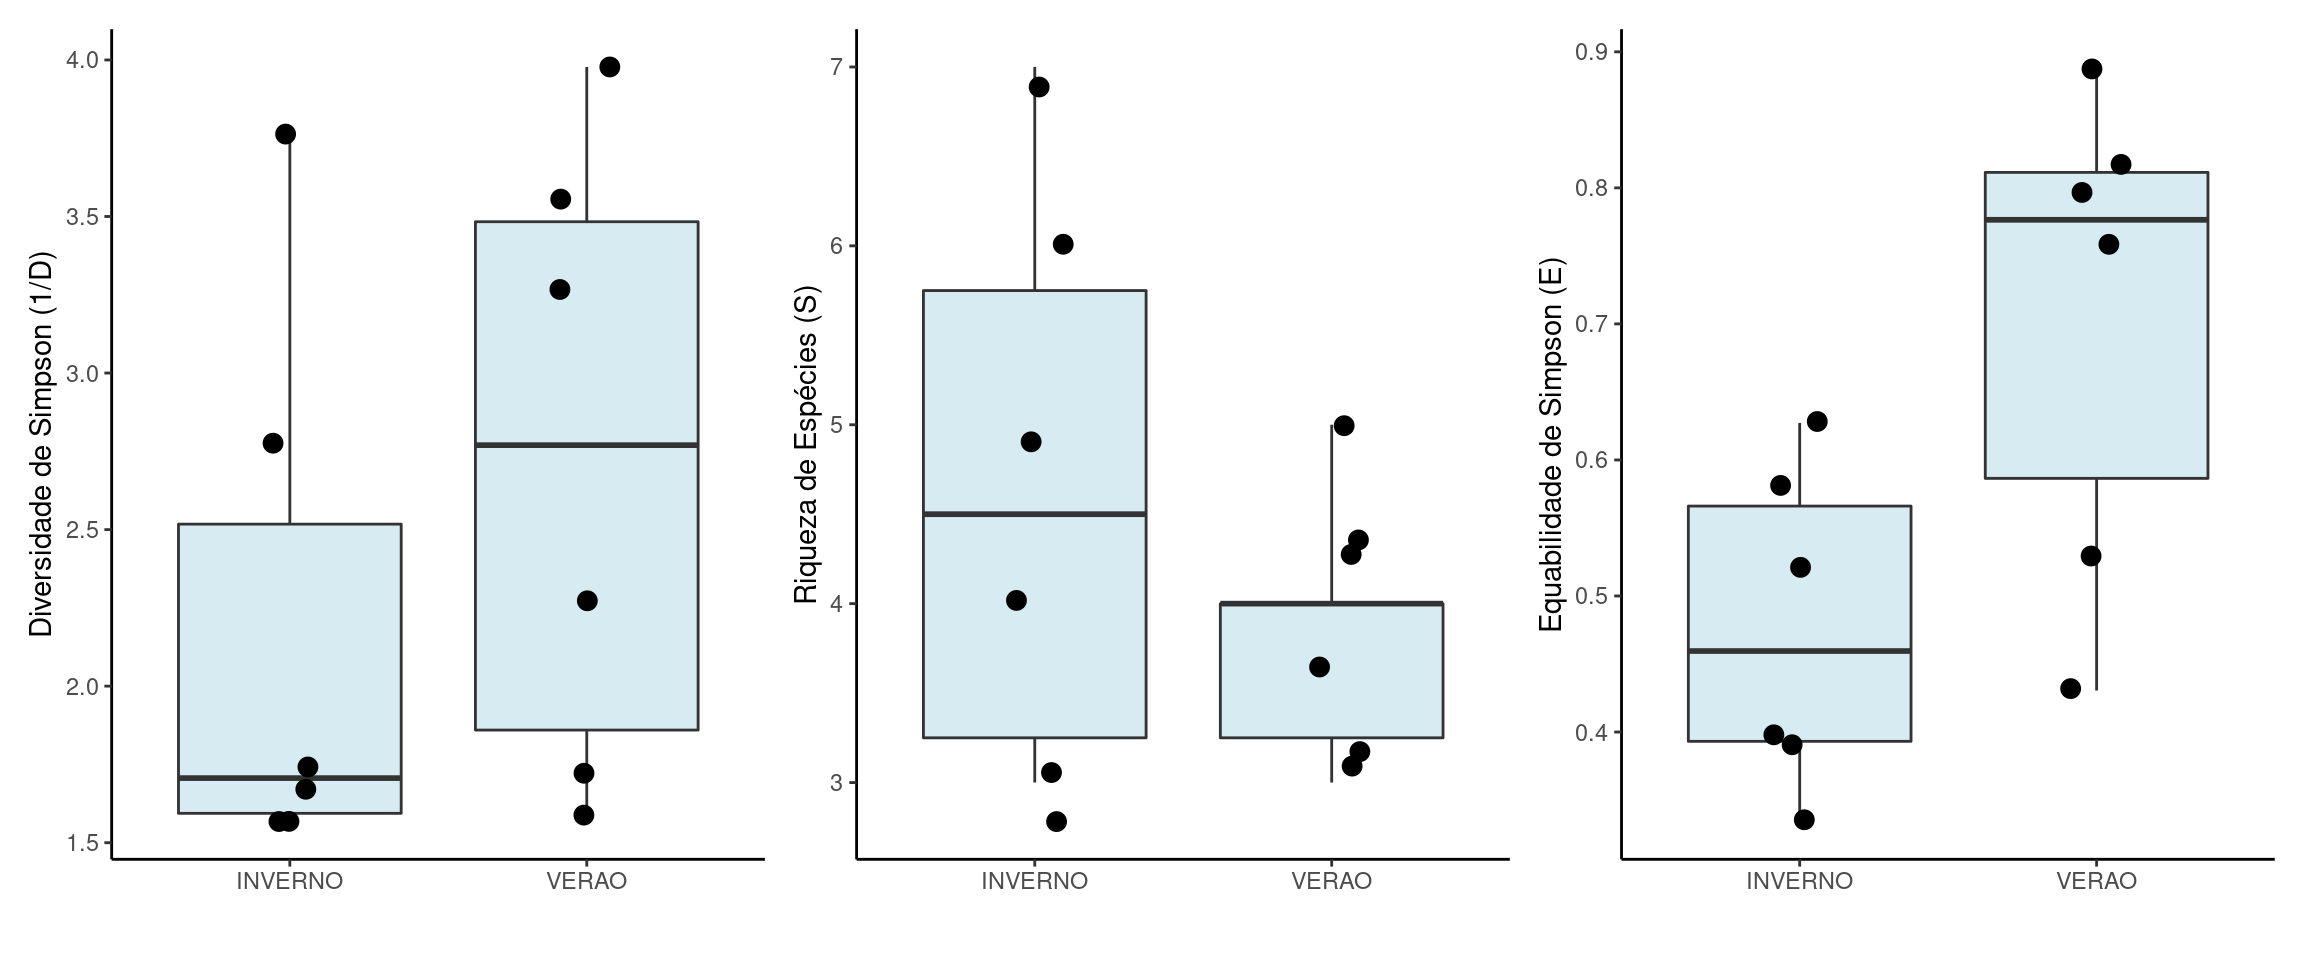 Diversidade de Simpson (1/D)
4.0
3.5
3.0
2.5
2.0
1.5
INVERNO VERAO
Riqueza de Espécies (S)
7
6
5
4
3
INVERNO VERAO
Equabilidade de Simpson (E)
0.9
0.8
0.7
0.6
0.5
0.4
INVERNO VERAO